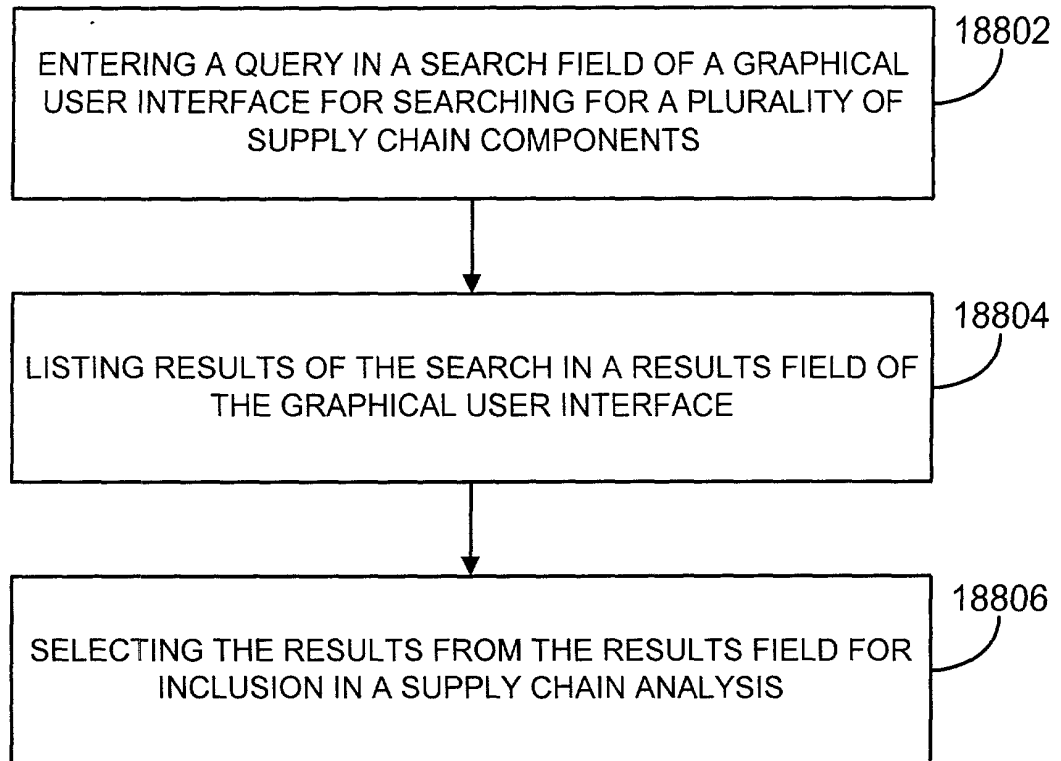 18802
ENTERING A QUERY IN A SEARCH FIELD OF A GRAPHICAL
USER INTERFACE FOR SEARCHING FOR A PLURALITY OF
SUPPLY CHAIN COMPONENTS
18804
LISTING RESULTS OF THE SEARCH IN A RESULTS FIELD OF
THE GRAPHICAL USER INTERFACE
18806
SELECTING THE RESULTS FROM THE RESULTS FIELD FOR
INCLUSION IN A SUPPLY CHAIN ANALYSIS